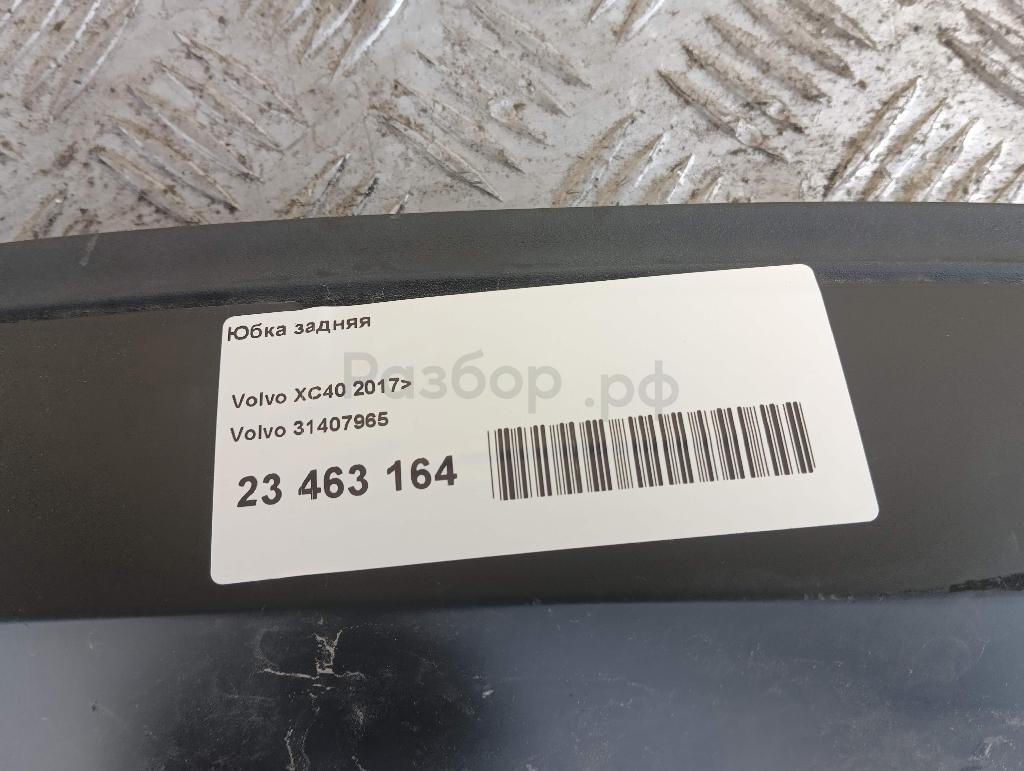 Юбка задняя
Разбор.рф
Volvo XC40 2017>
Volvo 31407965
23 463 164